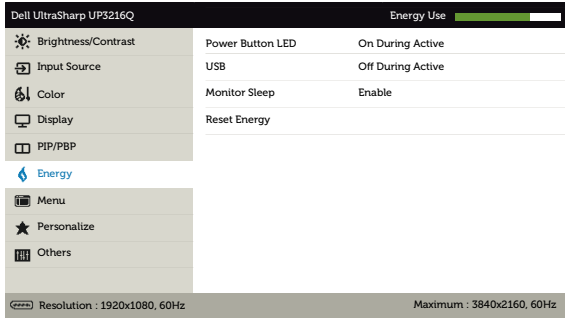 Dell UltraSharp UP3216Q Energy Use
Brightness/Contrast
Power Button LED On During Active
Input Source
USB Off During Active
Color
Monitor Sleep Enable
Display
Reset Energy
PIP/PBP
Energy
Menu
Personalize
Others
Resolution : 1920x1080, 60Hz Maximum : 3840x2160, 60Hz